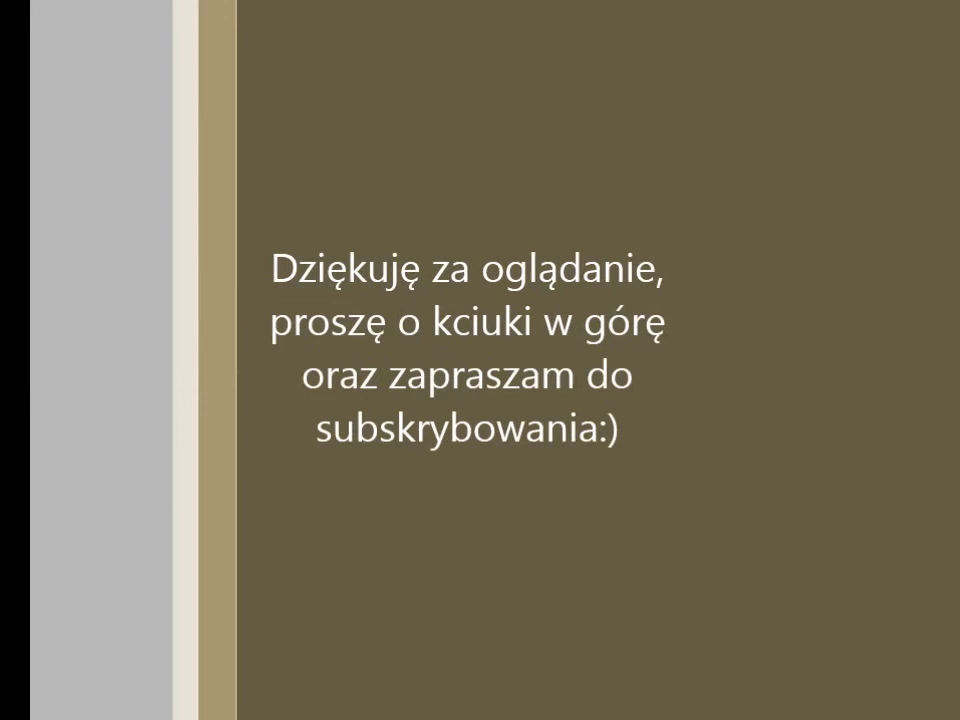 Dziękuję za oglądanie,
proszę o kciuki w górę
oraz zapraszam do
subskrybowania:)